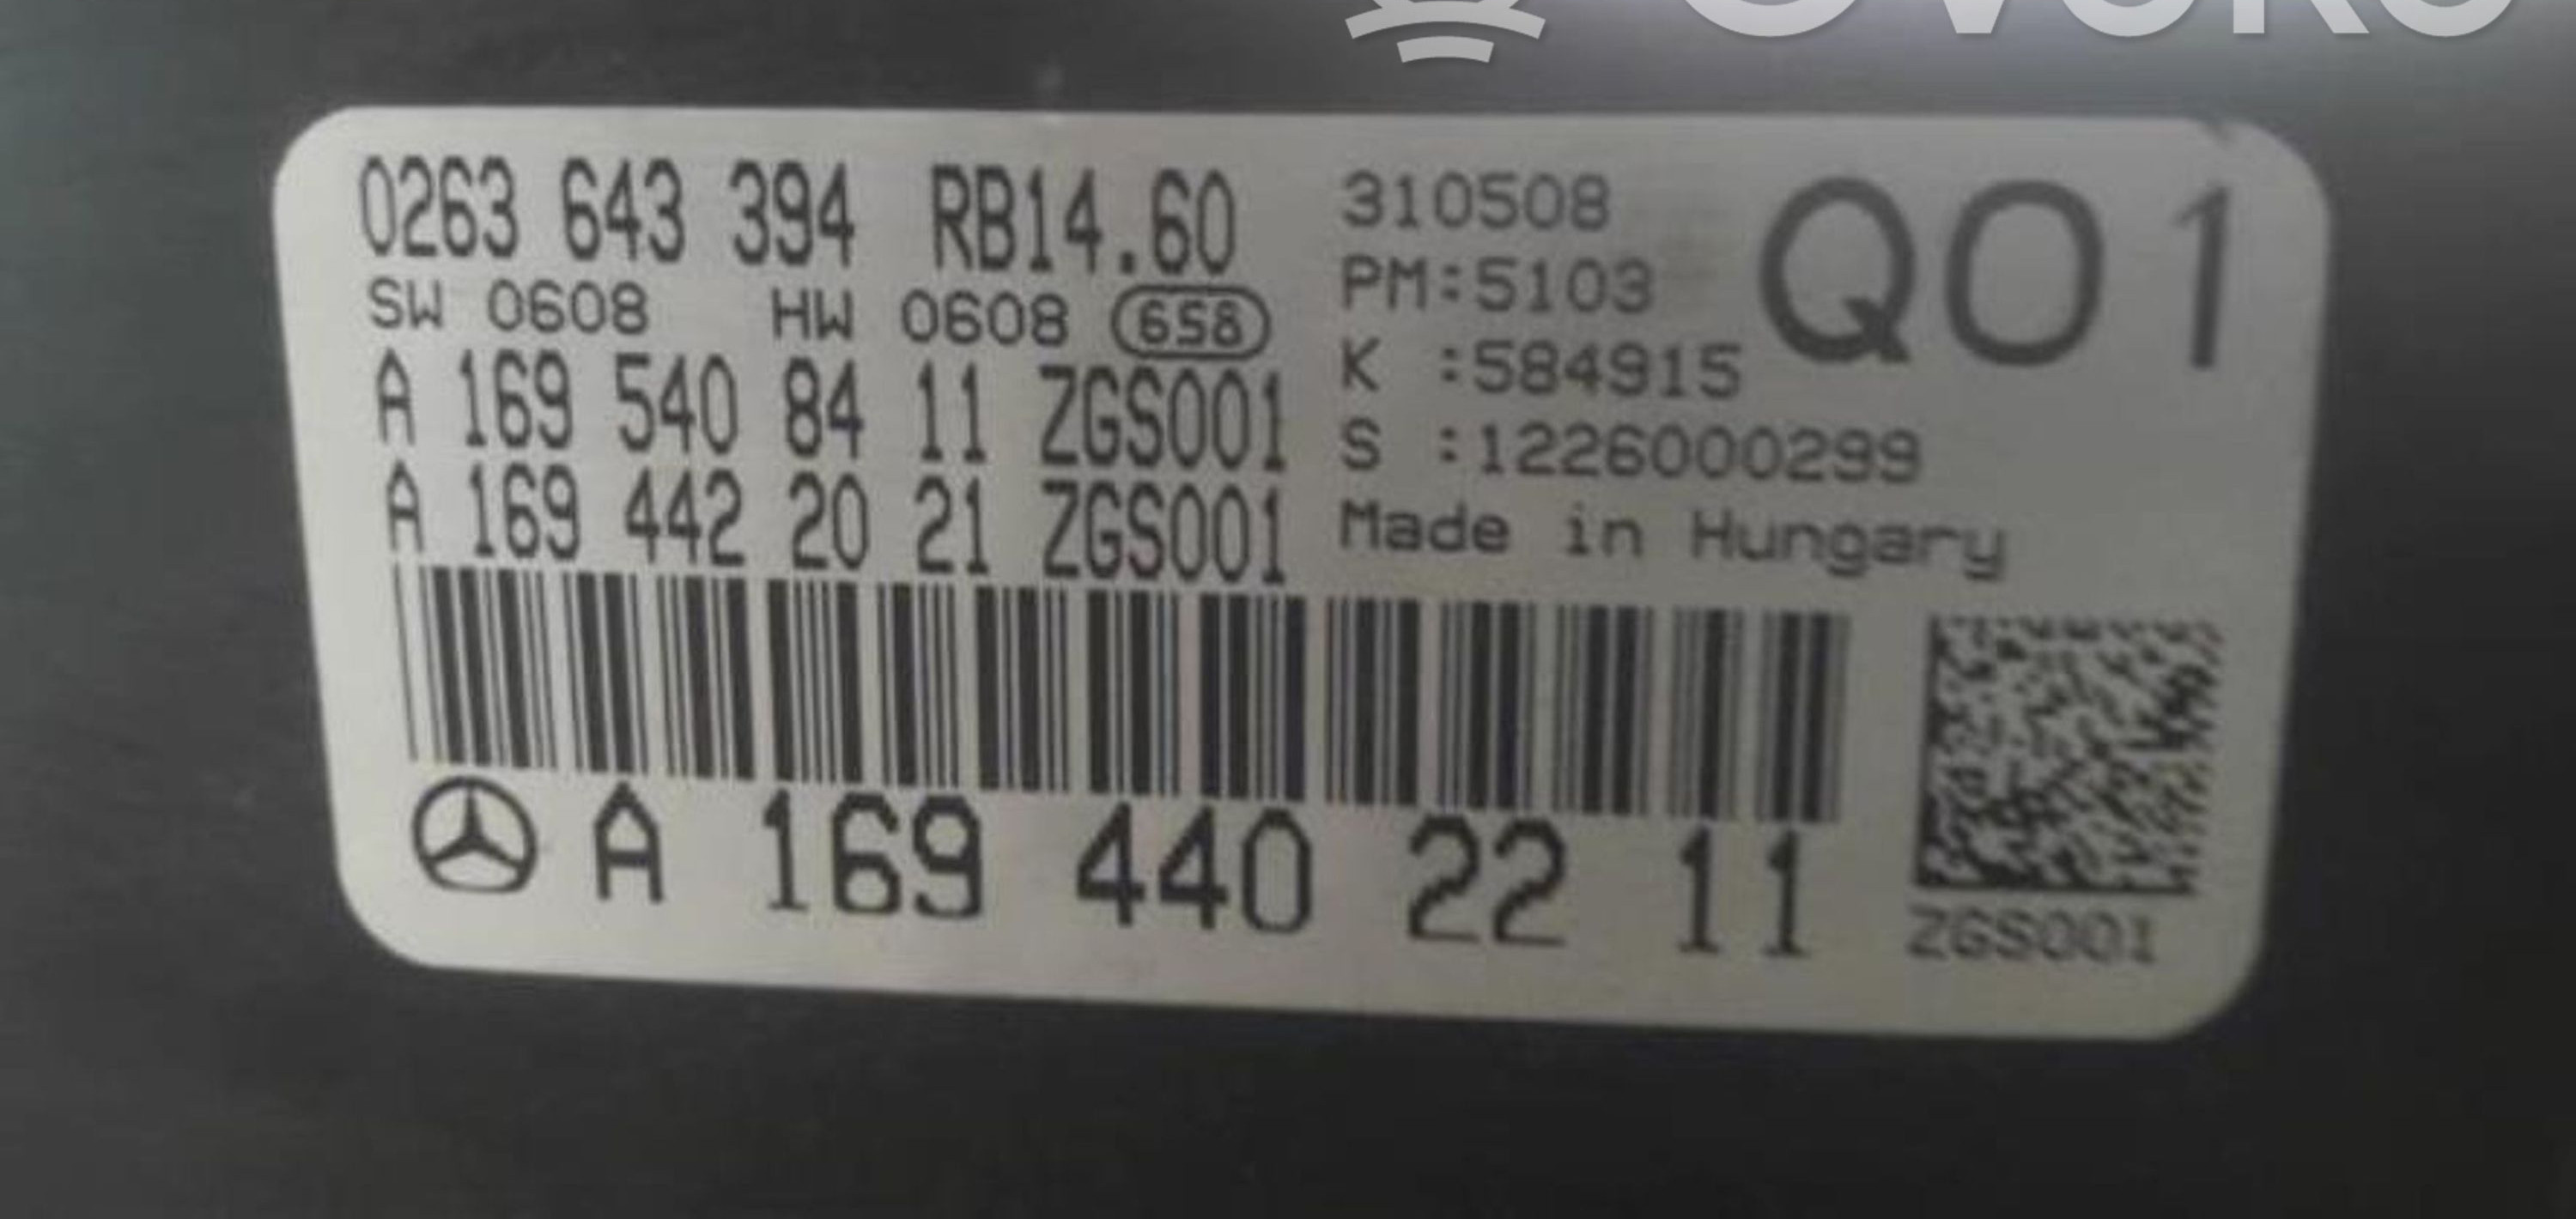 0263 643 394 RB14.60
SW 0608 HW 0608 658
A 169 540 84 11 ZGS001
A 169 442 20 21 ZGS001
310508
PM:5103
K :584915
S :1226000299
Made in Hungary
Q01
A 169 440 22 11
ZGS001